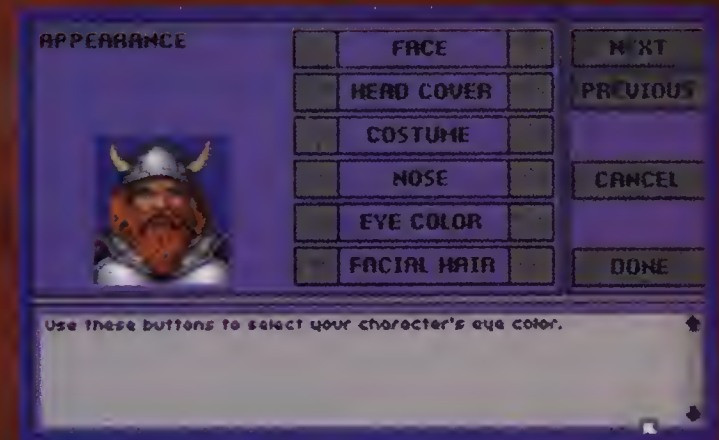 APPEARANCE
FACE
HEAD COVER
COSTUME
NOSE
EYE COLOR
FACIAL HAIR
NEXT
PREVIOUS
CANCEL
DONE
Use these buttons to select your character's eye color.